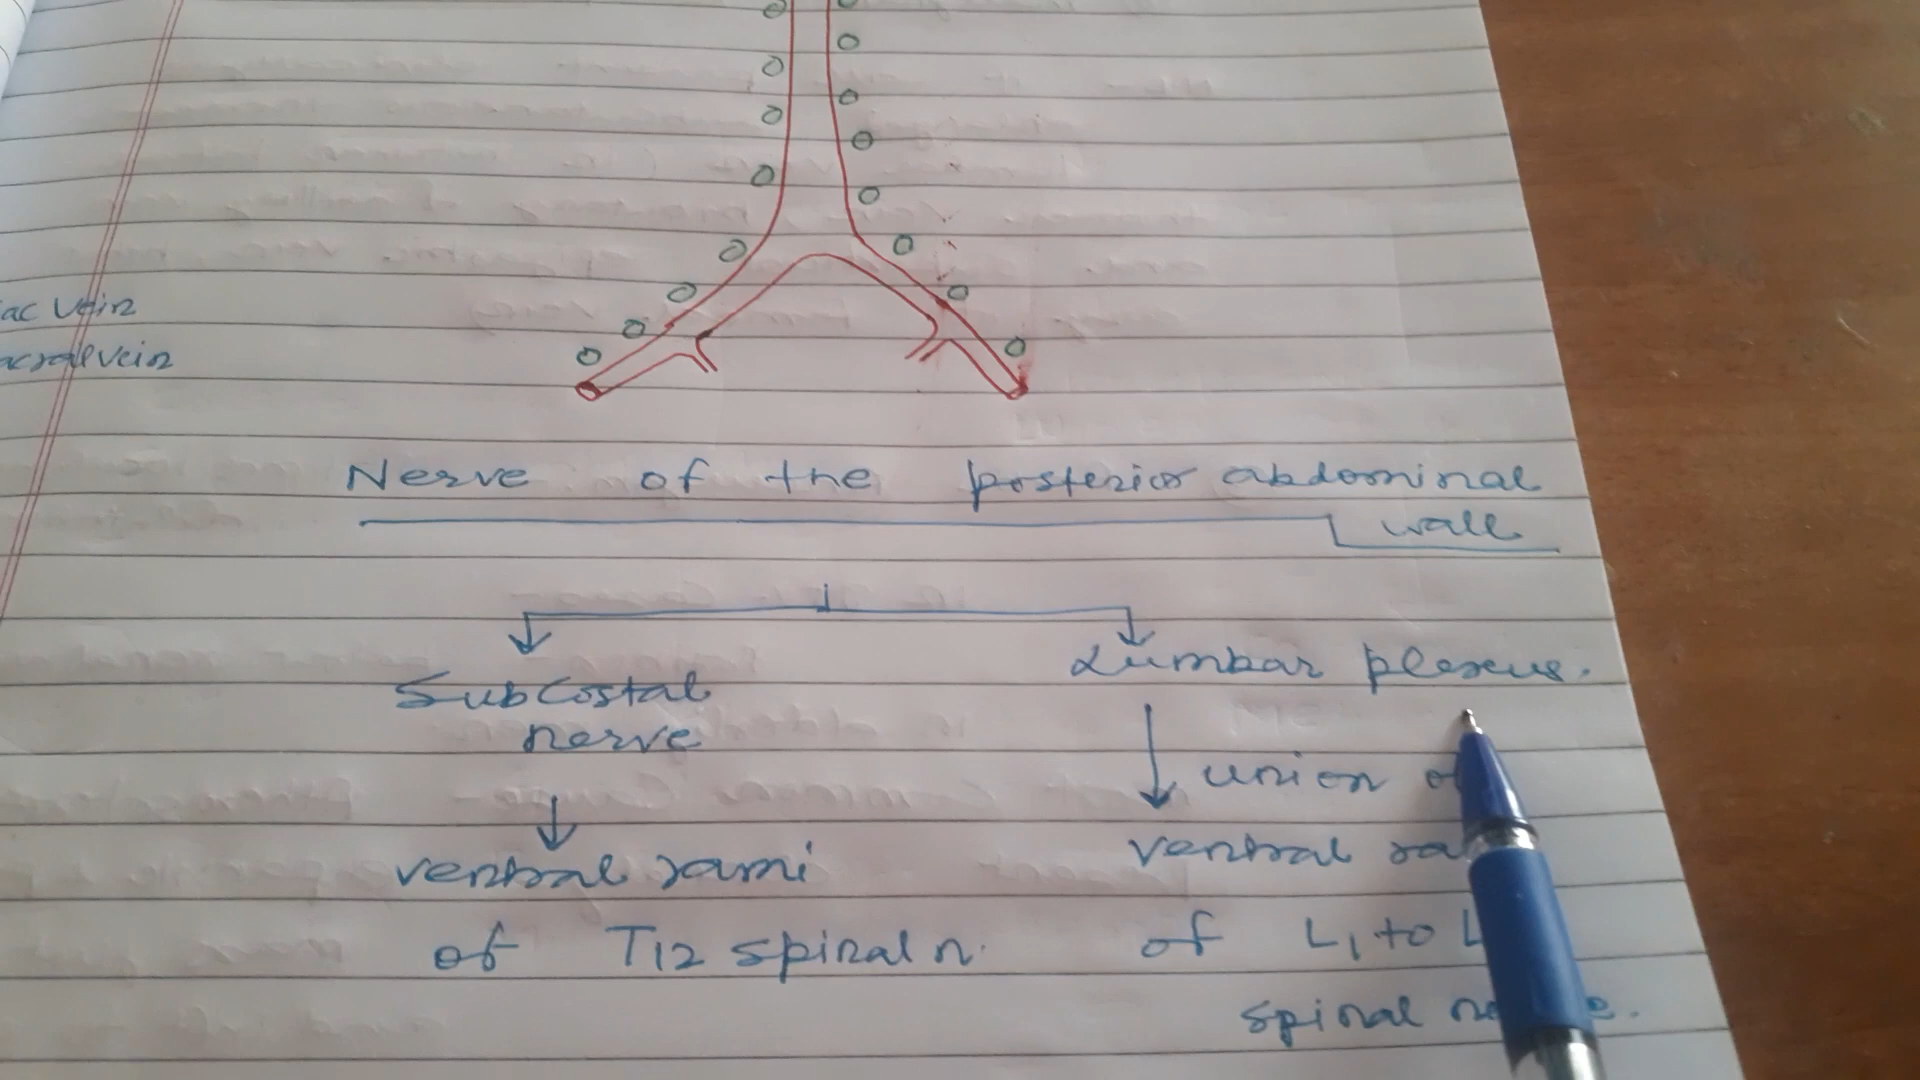 ac vein
acral vein
Nerve of the posterior abdominal
wall
SubCostal
nerve
Lumbar plexus.
union
ventral rami
ventral
of T12 spinal n.
of L1 to L
spinal